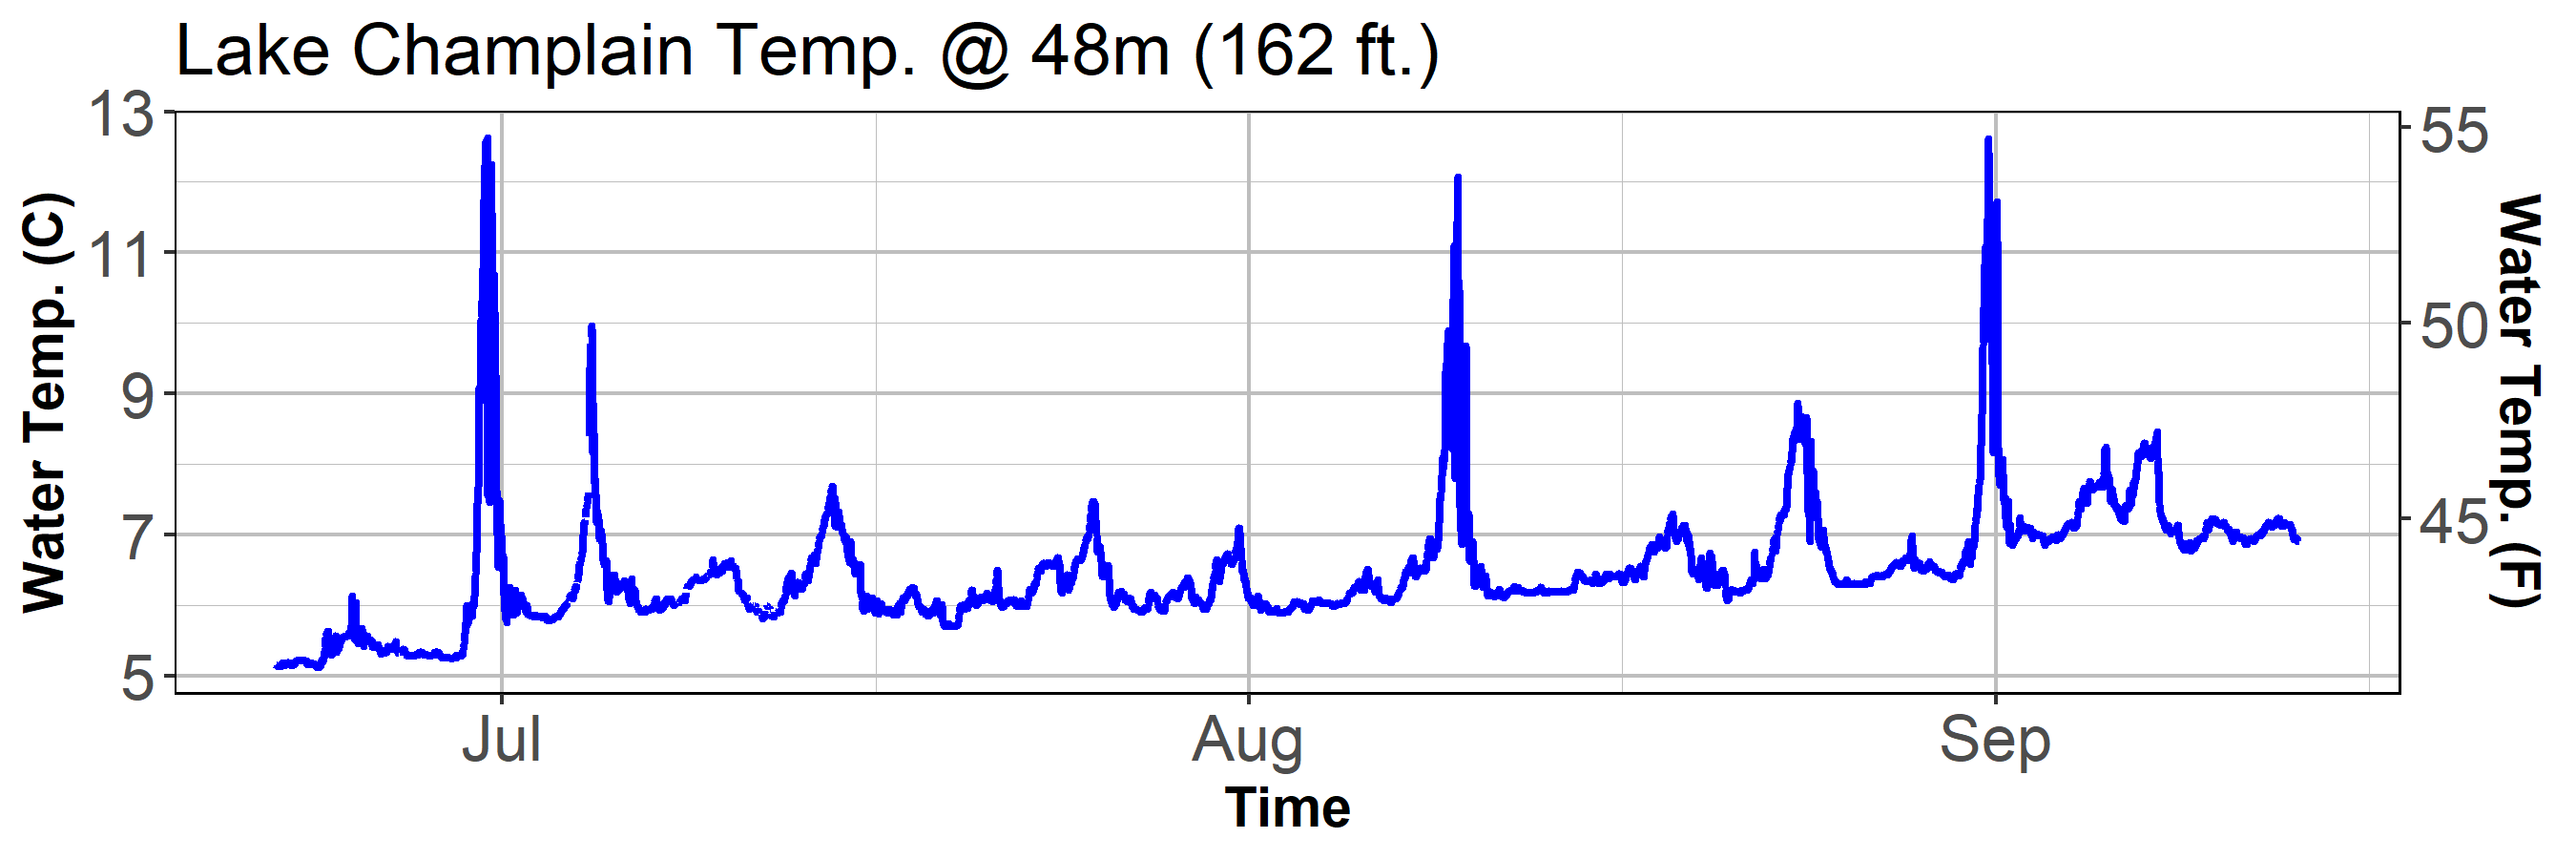 Lake Champlain Temp. @ 48m (162 ft.)
13
11
9
7
5
Water Temp. (C)
55
50
45
Water Temp. (F)
Jul
Aug
Sep
Time